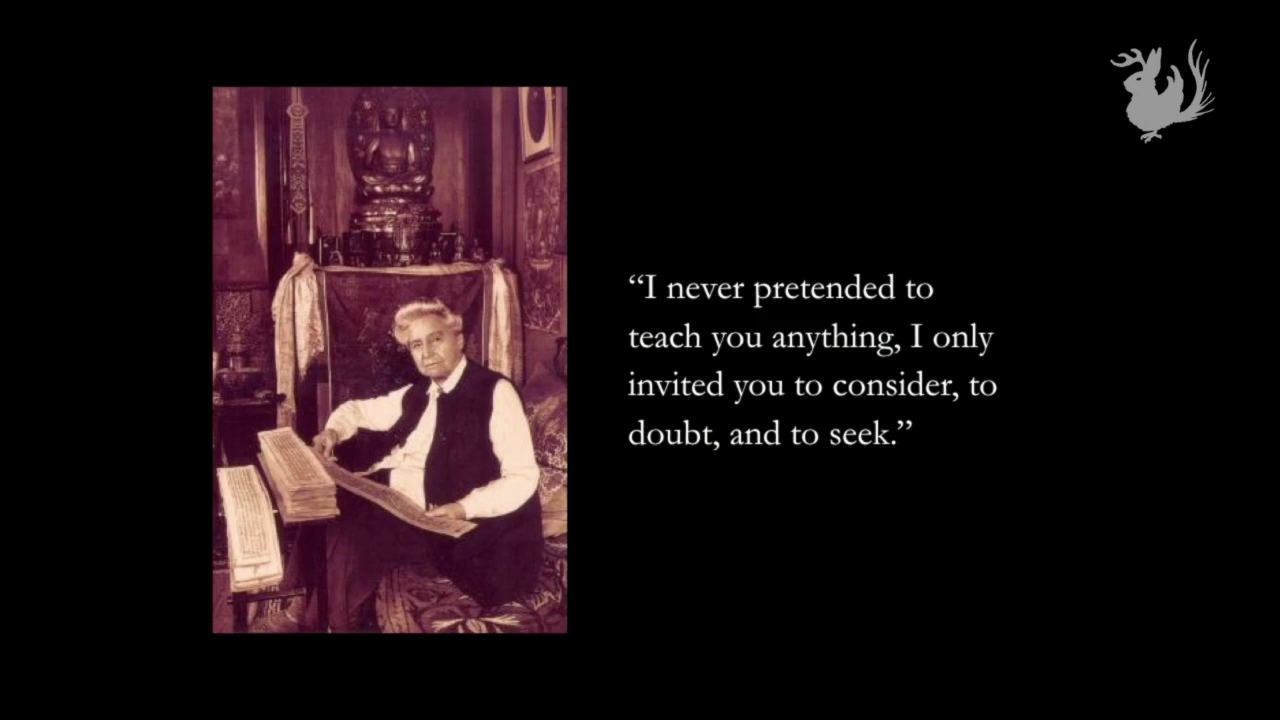 “I never pretended to
teach you anything, I only
invited you to consider, to
doubt, and to seek.”